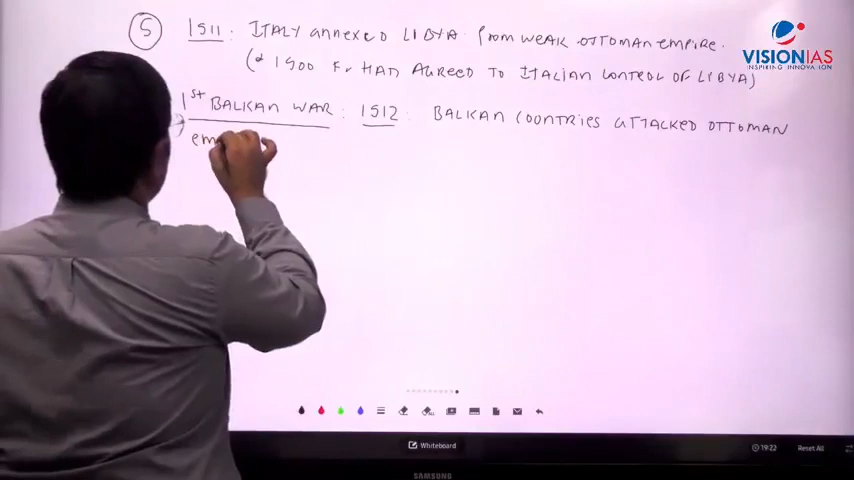 5 1911: ITALY annexed LIBYA from weak OTTOMAN empire.
(& 1900 Fr HAD AgReed To ITALIAN control OF LIBYA)
1st BALKAN WAR: 1912: BALKAN COUNTRIES ATTACKED OTTOMAN
em
VISIONIAS
INSPIRING INNOVATION
Whiteboard
19:22
Reset All
SAMSUNG